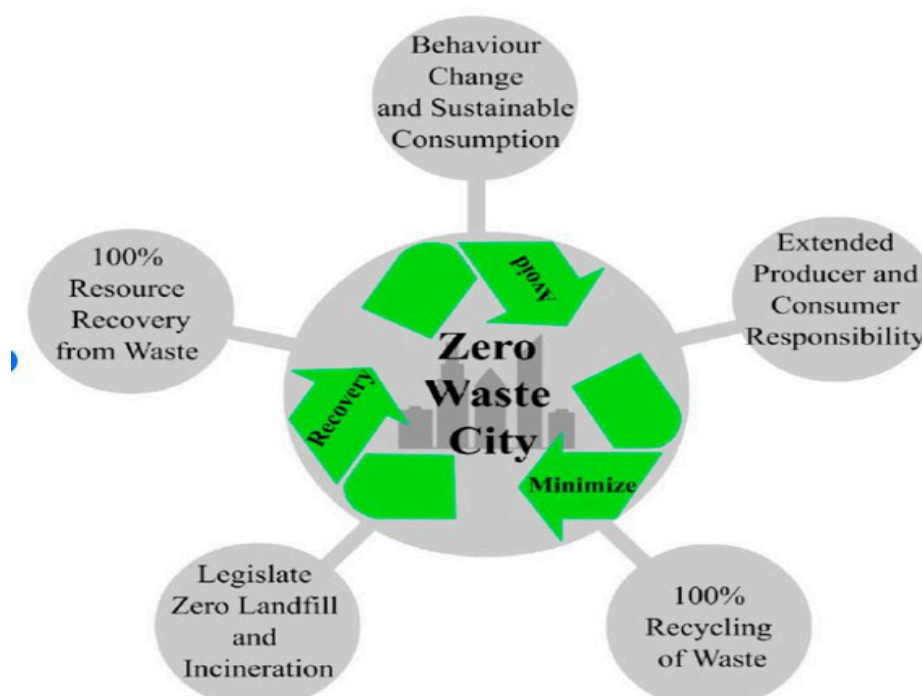 Behaviour
Change
and Sustainable
Consumption
100%
Resource
Recovery
from Waste
Extended
Producer and
Consumer
Responsibility
Avoid
Zero
Waste
City
Recovery
Minimize
Legislate
Zero Landfill
and
Incineration
100%
Recycling
of Waste